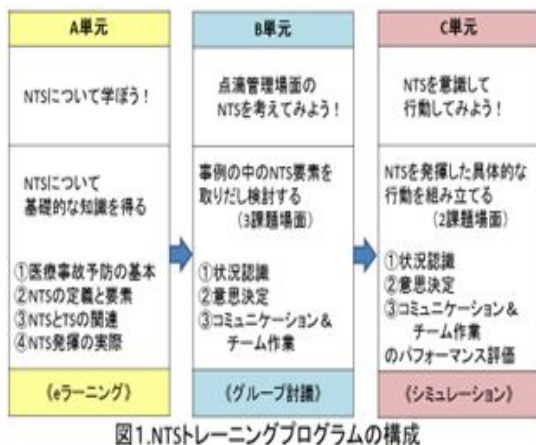 A単元
NTSについて学ぼう！
NTSについて
基礎的な知識を得る
①医療事故予防の基本
②NTSの定義と要素
③NTSとTSの関連
④NTS発揮の実際
《eラーニング》
B単元
点滴管理場面の
NTSを考えてみよう！
事例の中のNTS要素を
取りだし検討する
（3課題場面）
①状況認識
②意思決定
③コミュニケーション＆
チーム作業
《グループ討議》
C単元
NTSを意識して
行動してみよう！
NTSを発揮した具体的な
行動を組み立てる
（2課題場面）
①状況認識
②意思決定
③コミュニケーション＆
チーム作業
のパフォーマンス評価
《シミュレーション》
図1.NTSトレーニングプログラムの構成